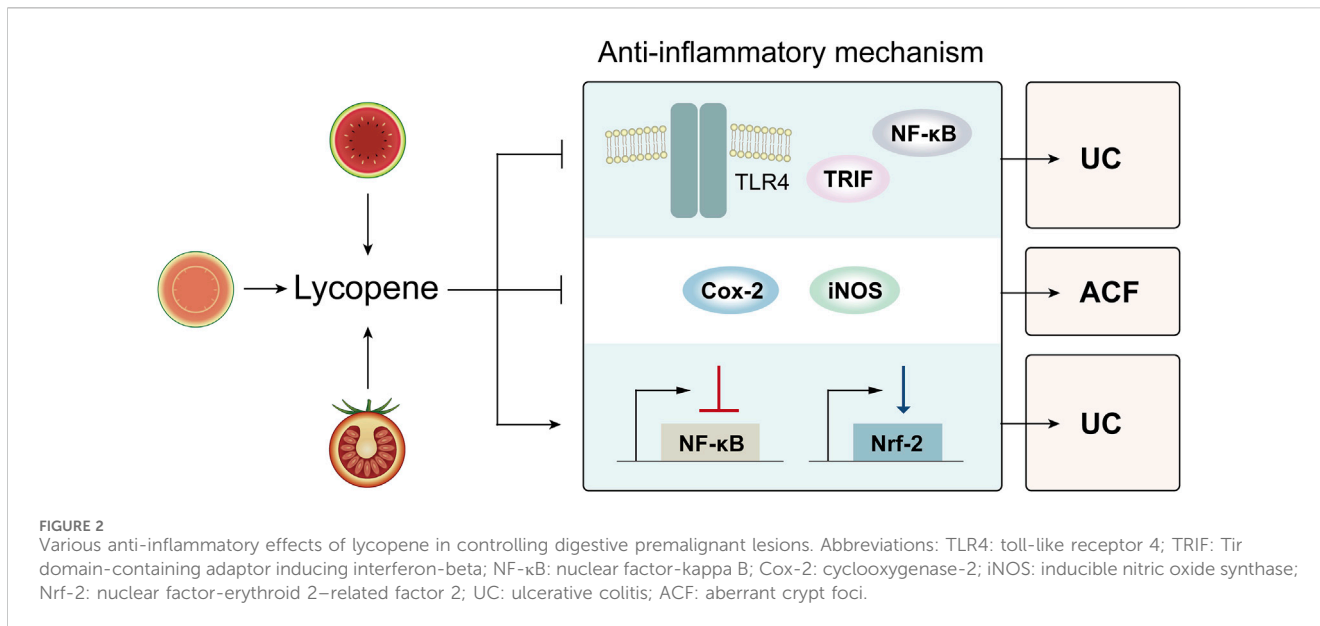 Anti-inflammatory mechanism
NF-κB
TLR4
TRIF
UC
Lycopene
Cox-2
iNOS
ACF
NF-κB
Nrf-2
UC
FIGURE 2
Various anti-inflammatory effects of lycopene in controlling digestive premalignant lesions. Abbreviations: TLR4: toll-like receptor 4; TRIF: Tir
domain-containing adaptor inducing interferon-beta; NF-κB: nuclear factor-kappa B; Cox-2: cyclooxygenase-2; iNOS: inducible nitric oxide synthase;
Nrf-2: nuclear factor-erythroid 2–related factor 2; UC: ulcerative colitis; ACF: aberrant crypt foci.